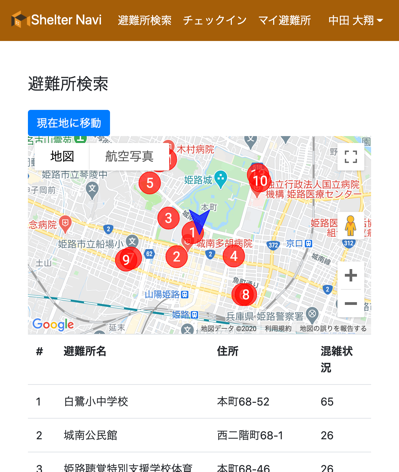 Shelter Navi 避難所検索 チェックイン マイ避難所 中田 大翔
避難所検索
現在地に移動
地図 航空写真
木村病院
姫路市立琴陵中
姫路城
5
10
独立行政法人国立病院
機構 姫路医療センター
本町
3
1
城南多胡病院
姫路市立船場小
京口
2
4
9
62
2
土山
城南線
山陽姫路
姫路
8
延末
兵庫県·姫路警察署
Google
地図データ ©2020 利用規約 地図の誤りを報告する
# 避難所名 住所 混雑状況
1 白鷺小中学校 本町68-52 65
2 城南公民館 西二階町68-1 26
3 姫路聴覚特別支援学校体育 本町68-46 26